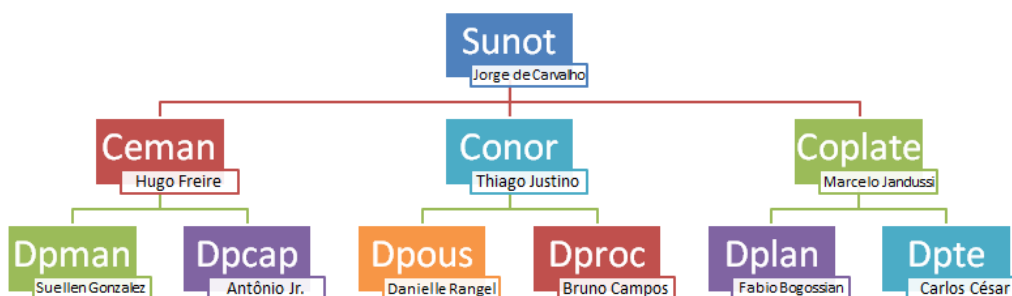 Sunot
Jorge de Carvalho
Ceman
Hugo Freire
Conor
Thiago Justino
Coplate
Marcelo Jandussi
Dpman
Suellen Gonzalez
Dpcap
Antônio Jr.
Dpous
Danielle Rangel
Dproc
Bruno Campos
Dplan
Fabio Bogossian
Dpte
Carlos César